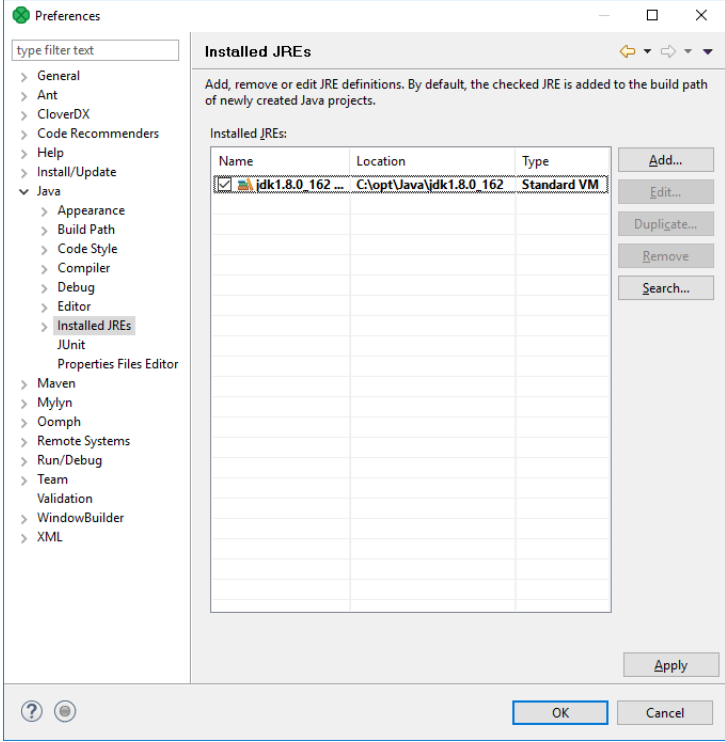 Preferences
type filter text
General
Ant
CloverDX
Code Recommenders
Help
Install/Update
Java
Appearance
Build Path
Code Style
Compiler
Debug
Editor
Installed JREs
JUnit
Properties Files Editor
Maven
Mylyn
Oomph
Remote Systems
Run/Debug
Team
Validation
WindowBuilder
XML
Installed JREs
Add, remove or edit JRE definitions. By default, the checked JRE is added to the build path
of newly created Java projects.
Installed JREs:
Name Location Type
jdk1.8.0_162 ... C:\opt\Java\jdk1.8.0_162 Standard VM
Add...
Edit...
Duplicate...
Remove
Search...
Apply
? OK Cancel